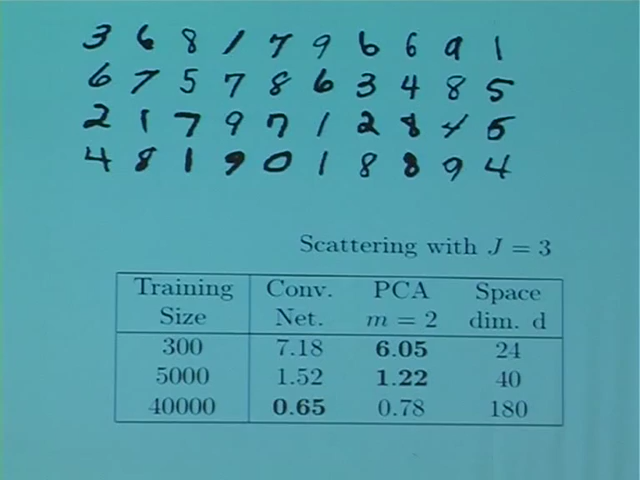 3 6 8 1 7 9 6 6 9 1
6 7 5 7 8 6 3 4 8 5
2 1 7 9 7 1 2 8 4 5
4 8 1 9 0 1 8 8 9 4
Scattering with J = 3
Training Size Conv. Net. PCA m = 2 Space dim. d
300 7.18 6.05 24
5000 1.52 1.22 40
40000 0.65 0.78 180